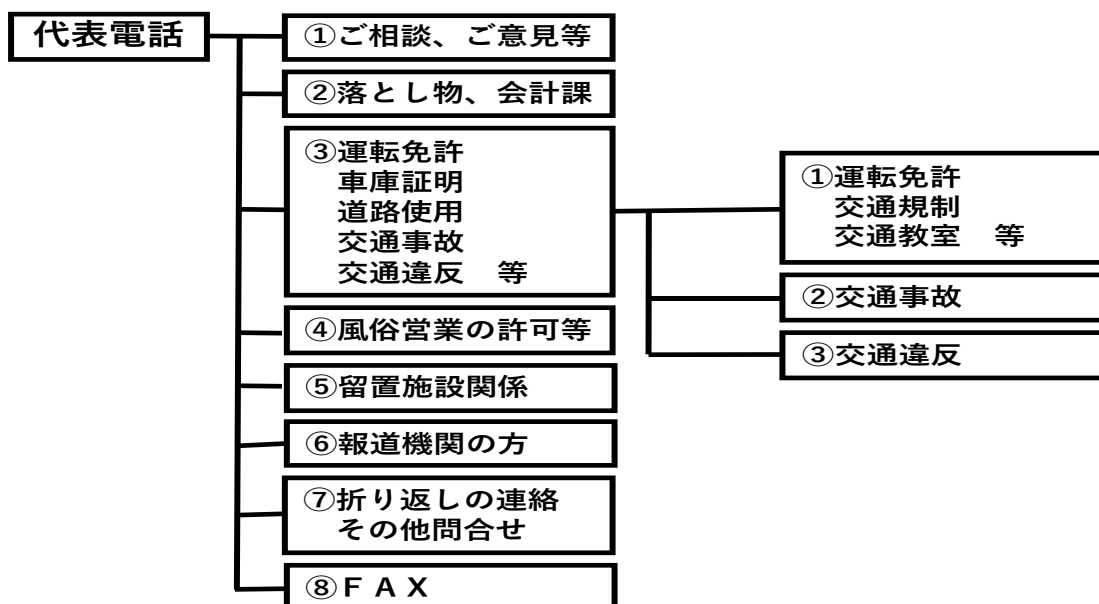 代表電話
①ご相談、ご意見等
②落とし物、会計課
③運転免許
車庫証明
道路使用
交通事故
交通違反　等
④風俗営業の許可等
⑤留置施設関係
⑥報道機関の方
⑦折り返しの連絡
その他問合せ
⑧ＦＡＸ
①運転免許
交通規制
交通教室　等
②交通事故
③交通違反